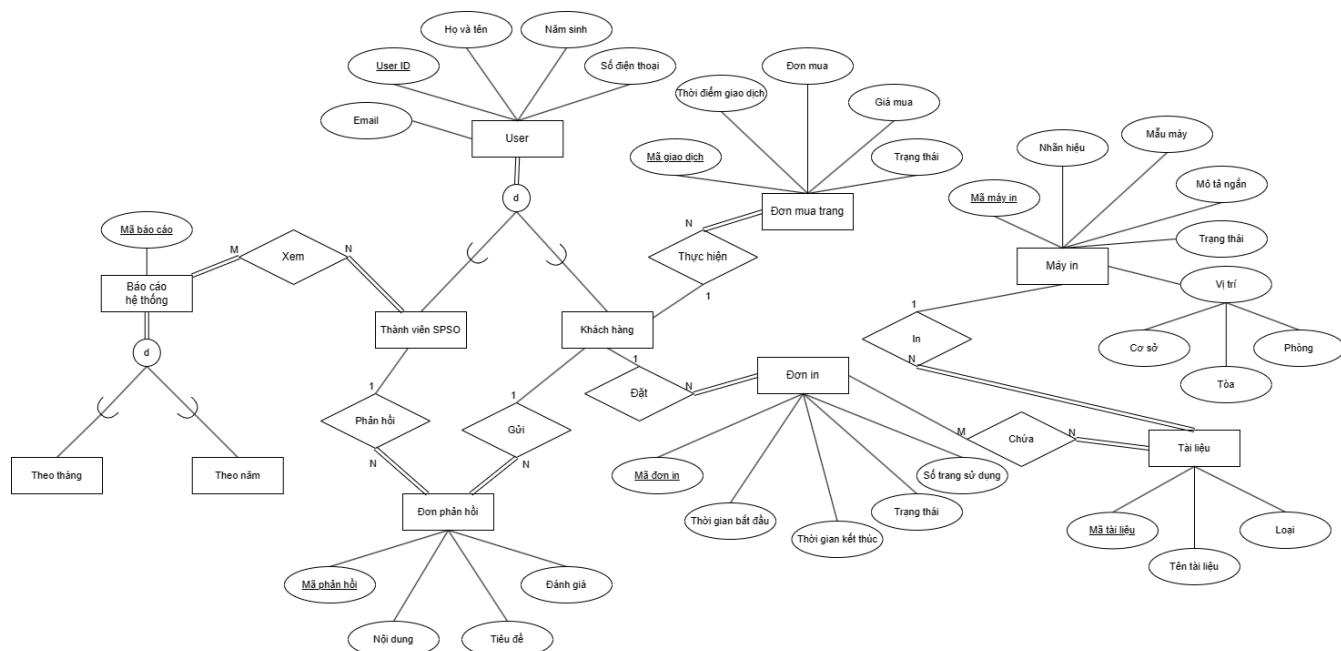 Họ và tên
Năm sinh
User ID
Số điện thoại
Email
User
d
Đơn mua
Thời điểm giao dịch
Giá mua
Mã giao dịch
Trạng thái
Đơn mua trang
N
Thực hiện
1
Mẫu máy
Nhãn hiệu
Mã máy in
Mô tả ngắn
Trạng thái
Máy in
Vị trí
Cơ sở
Phòng
Tòa
Mã báo cáo
M
Xem
N
Báo cáo
hệ thống
d
Theo tháng
Theo năm
Thành viên SPSO
Khách hàng
1
Phản hồi
N
1
Gửi
N
1
Đặt
N
Đơn in
1
In
N
M
Chứa
N
Tài liệu
Mã đơn in
Số trang sử dụng
Thời gian bắt đầu
Trạng thái
Thời gian kết thúc
Mã tài liệu
Loại
Tên tài liệu
Đơn phản hồi
Mã phản hồi
Đánh giá
Nội dung
Tiêu đề